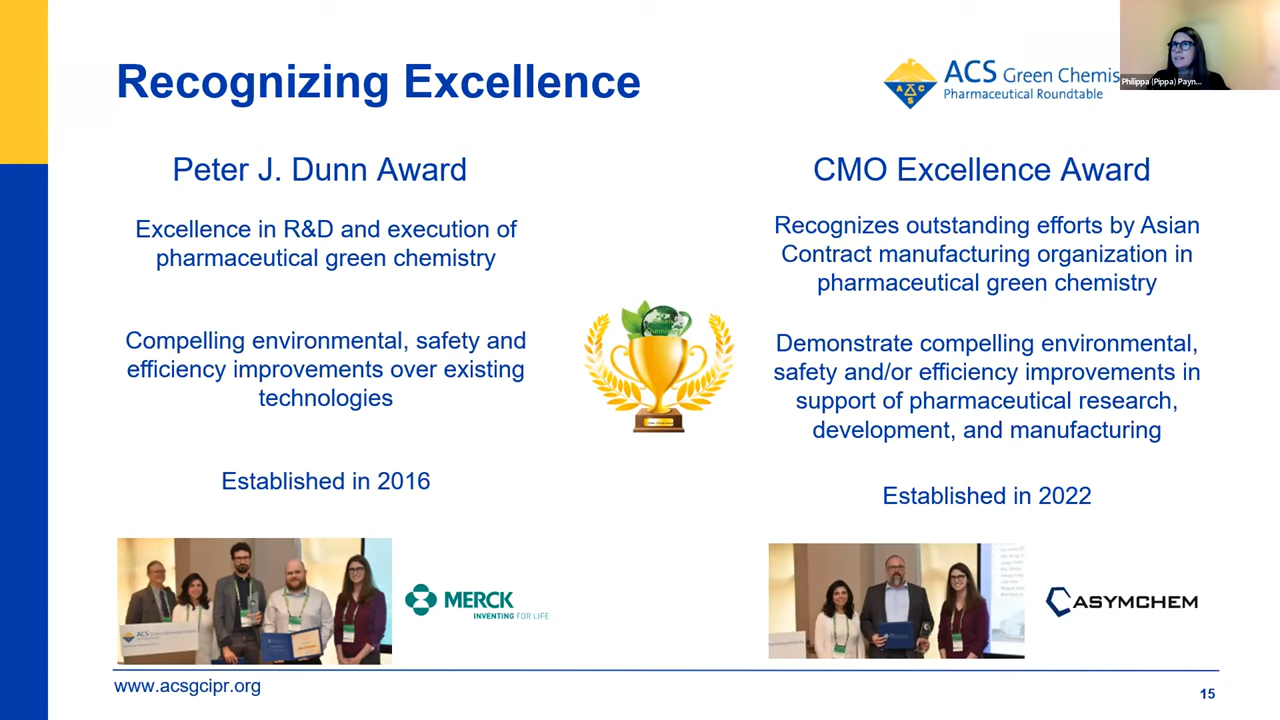 Recognizing Excellence
ACS Green Chemis
Pharmaceutical Roundtable
Philippa (Pippa) Payn...
Peter J. Dunn Award
Excellence in R&D and execution of
pharmaceutical green chemistry
Compelling environmental, safety and
efficiency improvements over existing
technologies
Established in 2016
CMO Excellence Award
Recognizes outstanding efforts by Asian
Contract manufacturing organization in
pharmaceutical green chemistry
Demonstrate compelling environmental,
safety and/or efficiency improvements in
support of pharmaceutical research,
development, and manufacturing
Established in 2022
Green
Chemistry
ACS
MERCK
INVENTING FOR LIFE
ASYMCHEM
www.acsgcipr.org
15